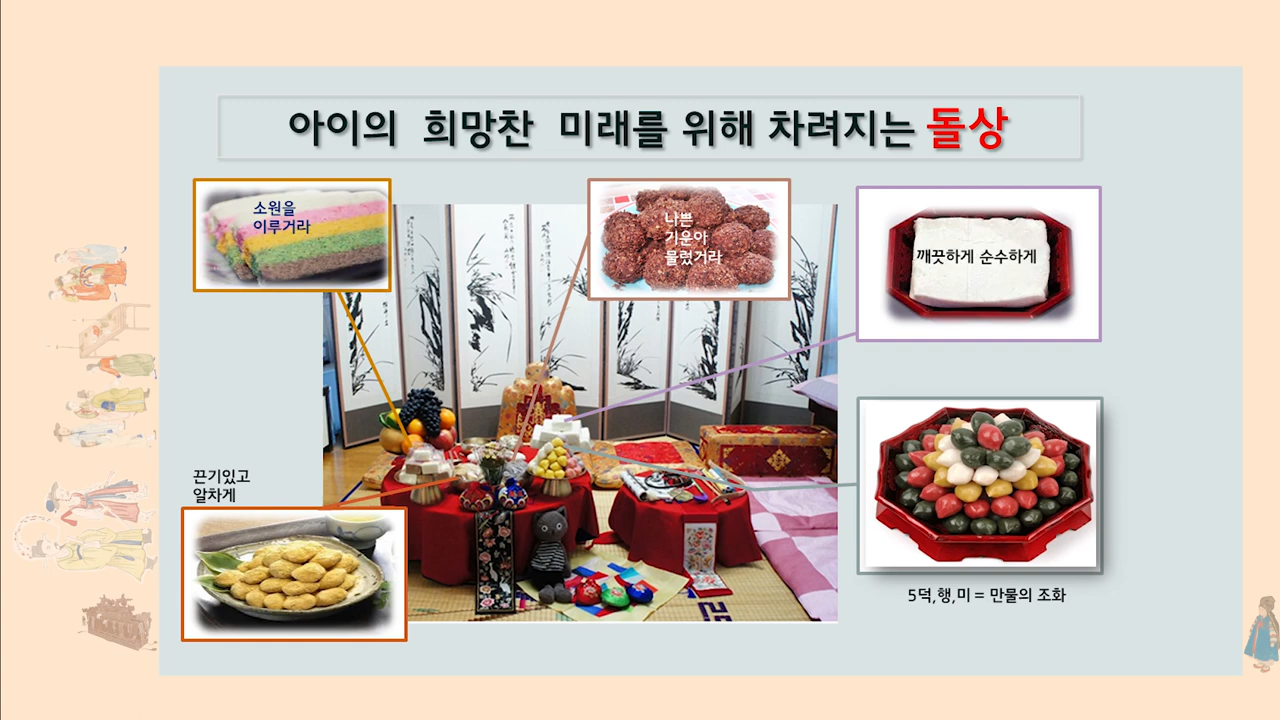 아이의 희망찬 미래를 위해 차려지는 돌상
소원을
이루거라
나쁜
기운아
물렀거라
깨끗하게 순수하게
끈기있고
알차게
5덕,행,미 = 만물의 조화